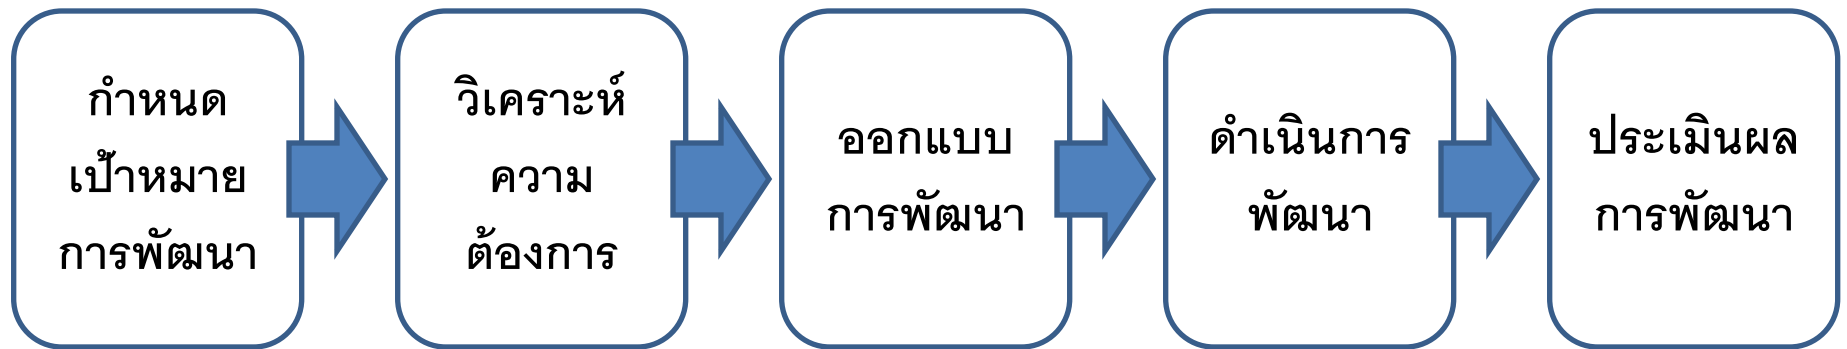 กำหนด
เป้าหมาย
การพัฒนา
วิเคราะห์
ความ
ต้องการ
ออกแบบ
การพัฒนา
ดำเนินการ
พัฒนา
ประเมินผล
การพัฒนา